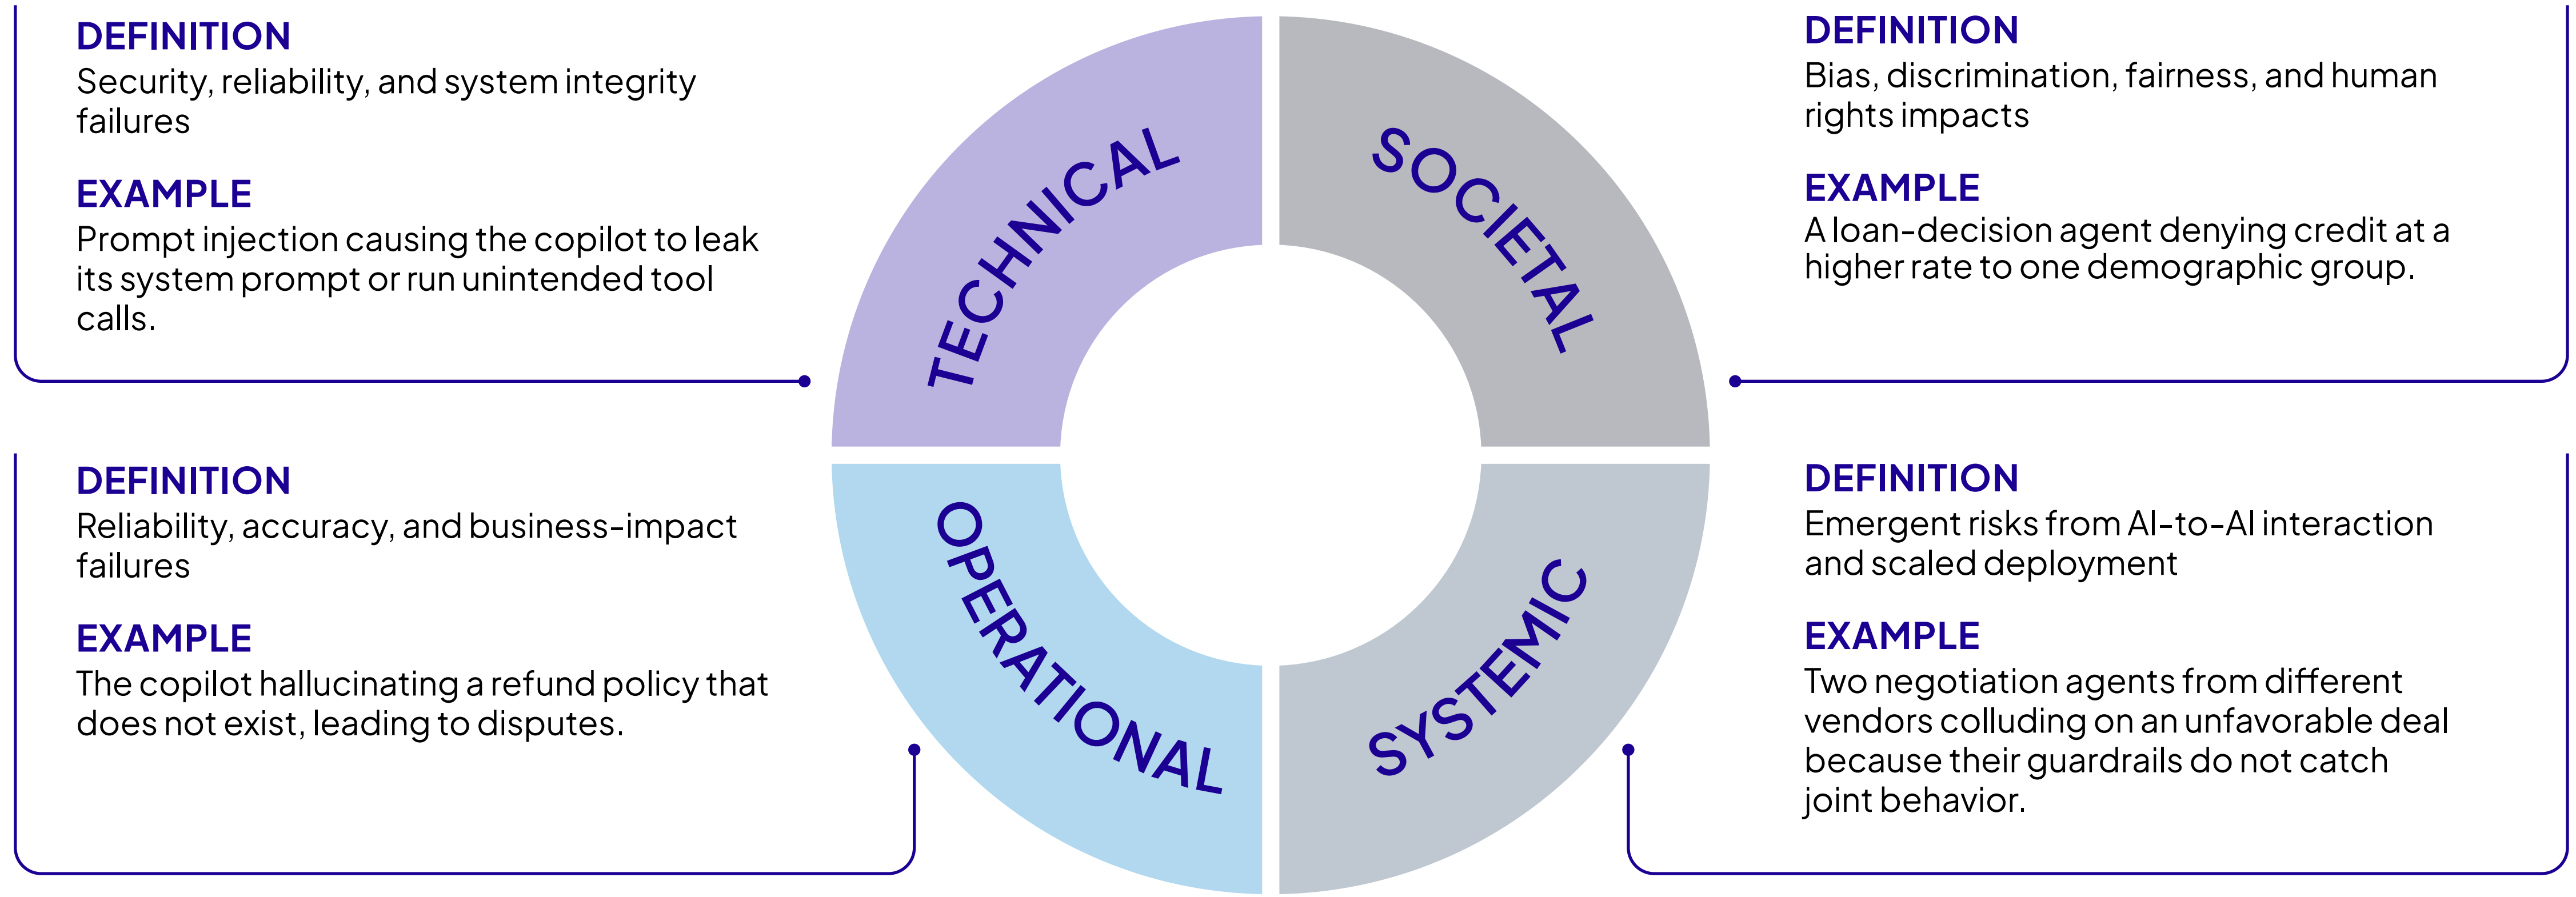 DEFINITION
Security, reliability, and system integrity
failures
EXAMPLE
Prompt injection causing the copilot to leak
its system prompt or run unintended tool
calls.
TECHNICAL
SOCIETAL
DEFINITION
Bias, discrimination, fairness, and human
rights impacts
EXAMPLE
A loan-decision agent denying credit at a
higher rate to one demographic group.
DEFINITION
Reliability, accuracy, and business-impact
failures
EXAMPLE
The copilot hallucinating a refund policy that
does not exist, leading to disputes.
OPERATIONAL
SYSTEMIC
DEFINITION
Emergent risks from AI-to-AI interaction
and scaled deployment
EXAMPLE
Two negotiation agents from different
vendors colluding on an unfavorable deal
because their guardrails do not catch
joint behavior.